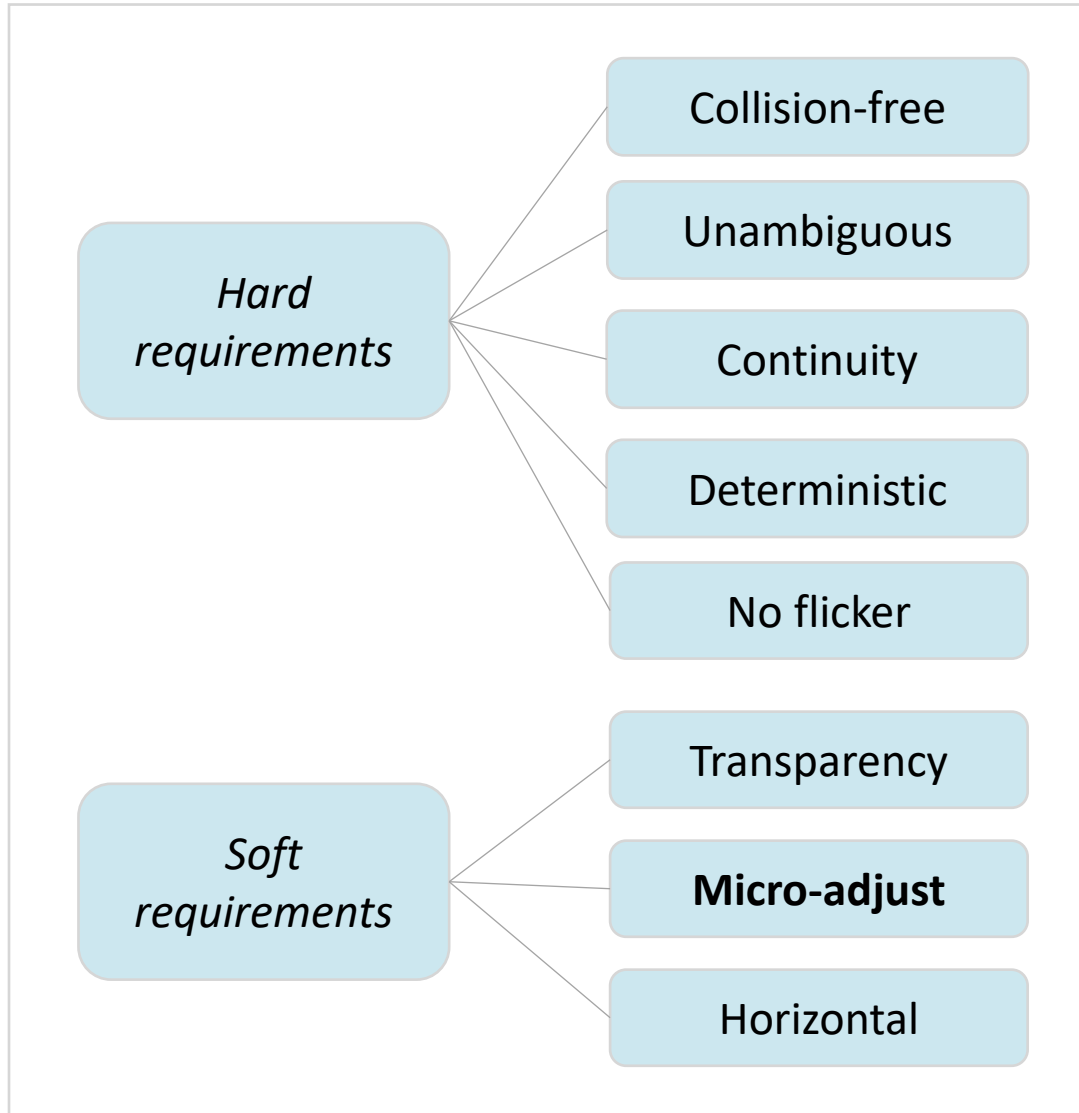 Hard
requirements
Collision-free
Unambiguous
Continuity
Deterministic
No flicker
Soft
requirements
Transparency
Micro-adjust
Horizontal